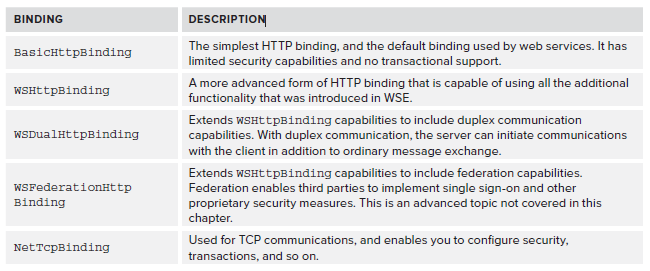 BINDING DESCRIPTION
BasicHttpBinding
The simplest HTTP binding, and the default binding used by web services. It has
limited security capabilities and no transactional support.
WSHttpBinding
A more advanced form of HTTP binding that is capable of using all the additional
functionality that was introduced in WSE.
WSDualHttpBinding
Extends WSHttpBinding capabilities to include duplex communication
capabilities. With duplex communication, the server can initiate communications
with the client in addition to ordinary message exchange.
WSFederationHttp
Binding
Extends WSHttpBinding capabilities to include federation capabilities.
Federation enables third parties to implement single sign-on and other
proprietary security measures. This is an advanced topic not covered in this
chapter.
NetTcpBinding
Used for TCP communications, and enables you to configure security,
transactions, and so on.